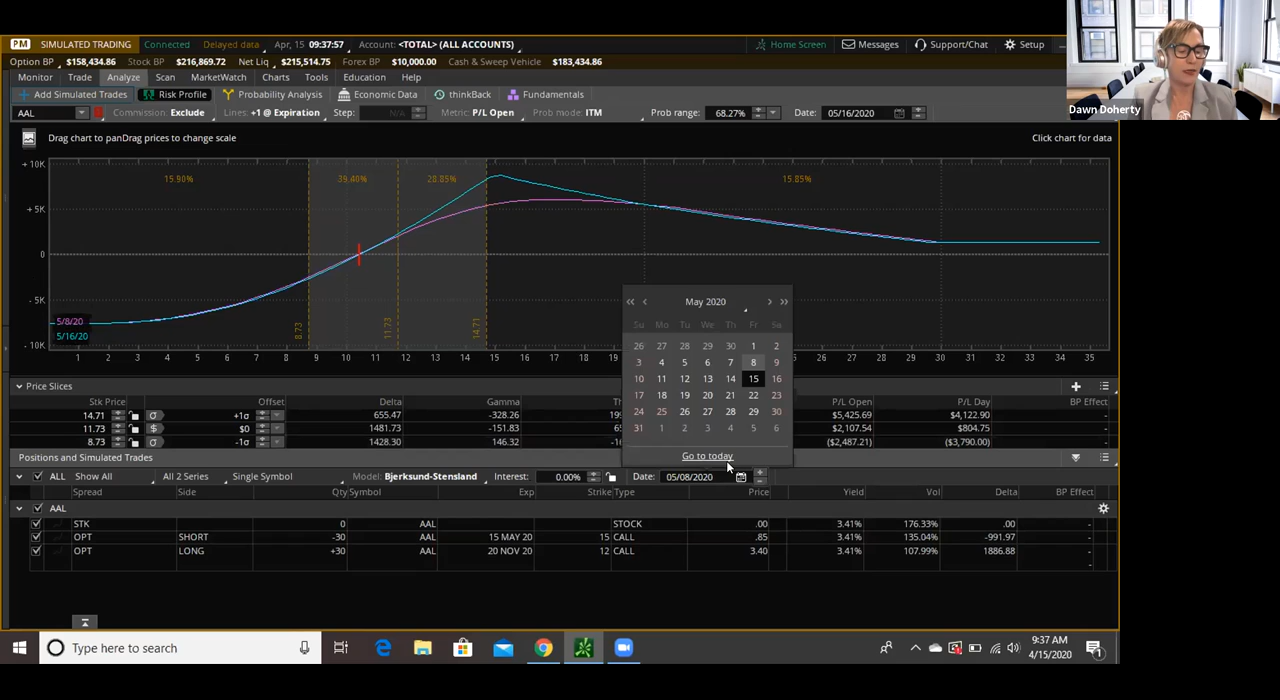 PM SIMULATED TRADING Connected Delayed data Apr, 15 09:37:57 Account: <TOTAL> (ALL ACCOUNTS) Home Screen Messages Support/Chat Setup
Option BP $158,434.86 Stock BP $216,869.72 Net Liq $215,514.75 Forex BP $10,000.00 Cash & Sweep Vehicle $183,434.86
Monitor Trade Analyze Scan MarketWatch Charts Tools Education Help
Add Simulated Trades Risk Profile Probability Analysis Economic Data thinkBack Fundamentals
Dawn Doherty
AAL Commission: Exclude Lines: +1 @ Expiration Step: N/A Metric: P/L Open Prob mode: ITM Prob range: 68.27% Date: 05/16/2020
Drag chart to panDrag prices to change scale Click chart for data
+10K
15.90% 39.40% 28.85% 15.85%
+5K
0
-5K
5/8/20
5/16/20
8.73 11.73 14.71
-10K
1 2 3 4 5 6 7 8 9 10 11 12 13 14 15 16 17 18 19 23 28 29 30 31 32 33 34 35
May 2020
Su Mo Tu We Th Fr Sa
26 27 28 29 30 1 2
3 4 5 6 7 8 9
10 11 12 13 14 15 16
17 18 19 20 21 22 23
24 25 26 27 28 29 30
31 1 2 3 4 5 6
Go to today
Price Slices
Stk Price Offset Delta Gamma Th P/L Open P/L Day BP Effect
14.71 +1σ 655.47 -328.26 199 $5,425.69 $4,122.90
11.73 $ $0 1481.73 -151.83 $2,107.54 $804.75
8.73 -1σ 1428.30 146.32 ($2,487.21) ($3,790.00)
Positions and Simulated Trades
ALL Show All All 2 Series Single Symbol Model: Bjerksund-Stensland Interest: 0.00% Date: 05/08/2020
Spread Side Qty Symbol Exp Strike Type Price Yield Vol Delta BP Effect
AAL
STK 0 AAL STOCK .00 3.41% 176.33% .00 -
OPT SHORT -30 AAL 15 MAY 20 15 CALL .85 3.41% 135.04% -991.97 -
OPT LONG +30 AAL 20 NOV 20 12 CALL 3.40 3.41% 107.99% 1886.88 -
Type here to search
9:37 AM
4/15/2020
1